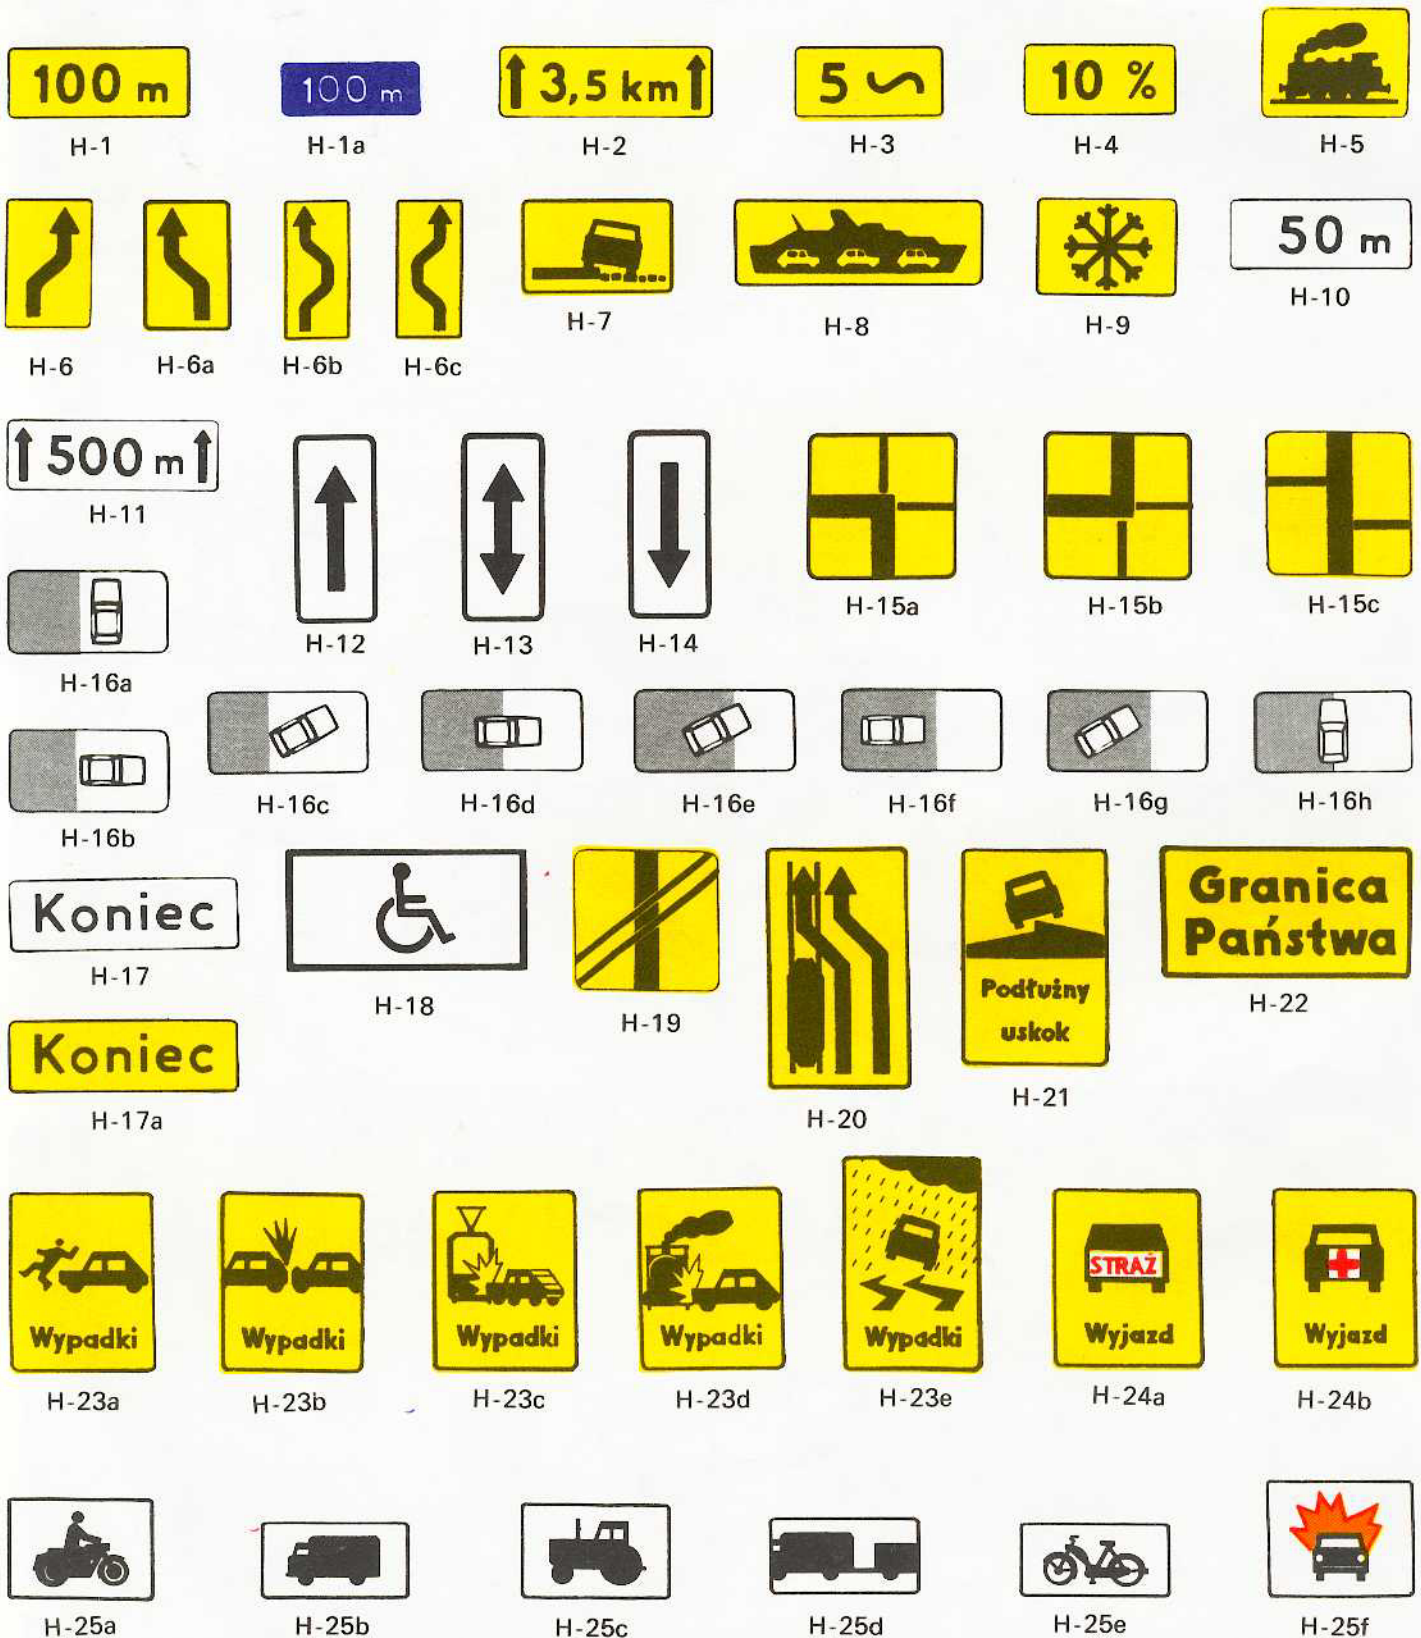 100 m
H-1
100 m
H-1a
3,5 km
H-2
5
H-3
10 %
H-4
H-5
H-6
H-6a
H-6b
H-6c
H-7
H-8
H-9
50 m
H-10
500 m
H-11
H-12
H-13
H-14
H-15a
H-15b
H-15c
H-16a
H-16b
H-16c
H-16d
H-16e
H-16f
H-16g
H-16h
Koniec
H-17
Koniec
H-17a
H-18
H-19
H-20
Podłużny
uskok
H-21
Granica
Państwa
H-22
Wypadki
H-23a
Wypadki
H-23b
Wypadki
H-23c
Wypadki
H-23d
Wypadki
H-23e
STRAŻ
Wyjazd
H-24a
Wyjazd
H-24b
H-25a
H-25b
H-25c
H-25d
H-25e
H-25f